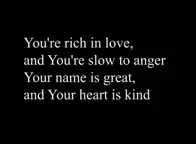 You're rich in love,
and You're slow to anger
Your name is great,
and Your heart is kind